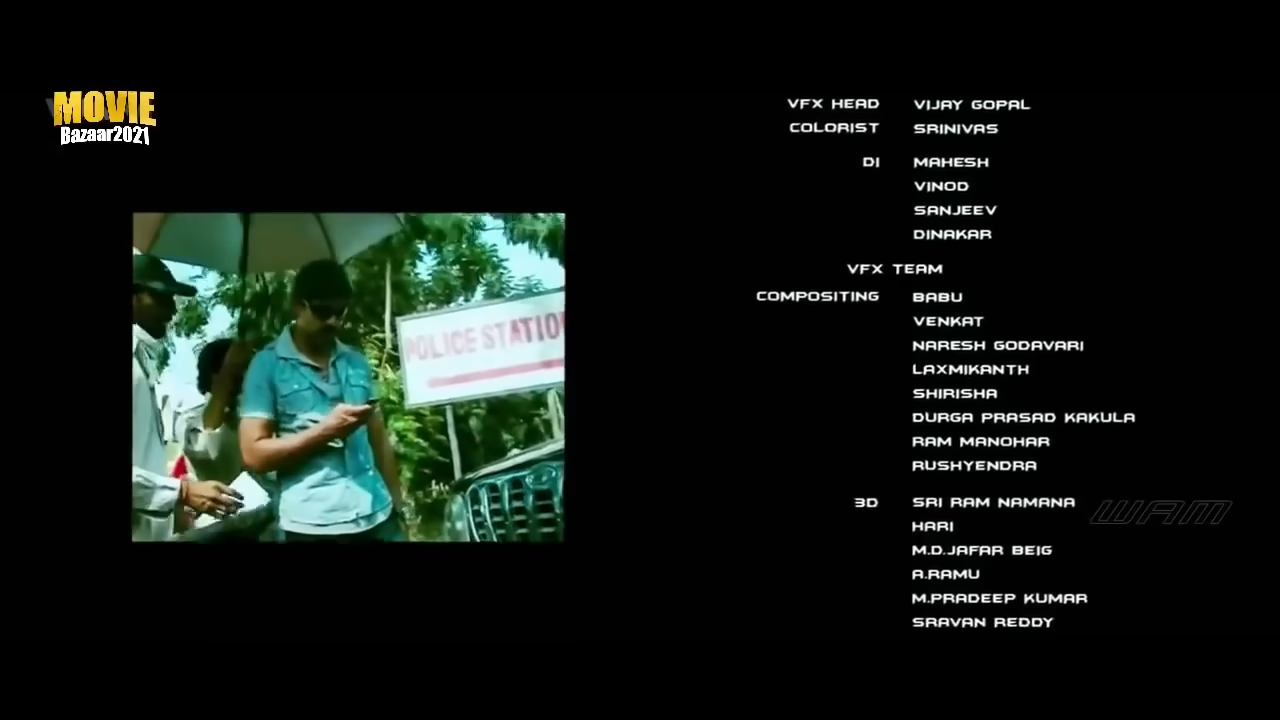 MOVIE
Bazaar2021
VFX HEAD VIJAY GOPAL
COLORIST SRINIVAS
DI MAHESH
VINOD
SANJEEV
DINAKAR
VFX TEAM
COMPOSITING BABU
VENKAT
NARESH GODAVARI
LAXMIKANTH
SHIRISHA
DURGA PRASAD KAKULA
RAM MANOHAR
RUSHYENDRA
3D SRI RAM NAMANA
HARI
M.D.JAFAR BEIG
A.RAMU
M.PRADEEP KUMAR
SRAVAN REDDY
POLICE STATIO
WAM